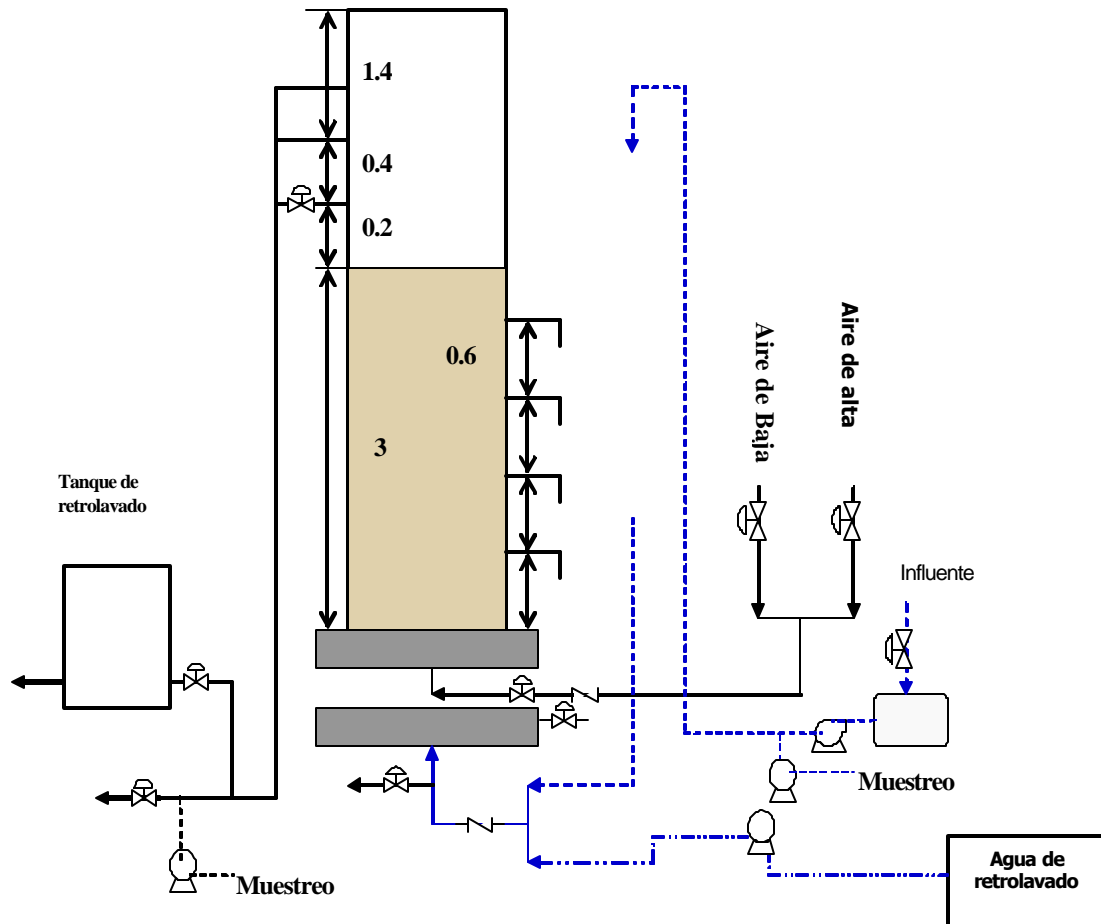 1.4
0.4
0.2
0.6
3
Aire de Baja
Aire de alta
Tanque de
retrolavado
Influente
Muestreo
Muestreo
Agua de
retrolavado